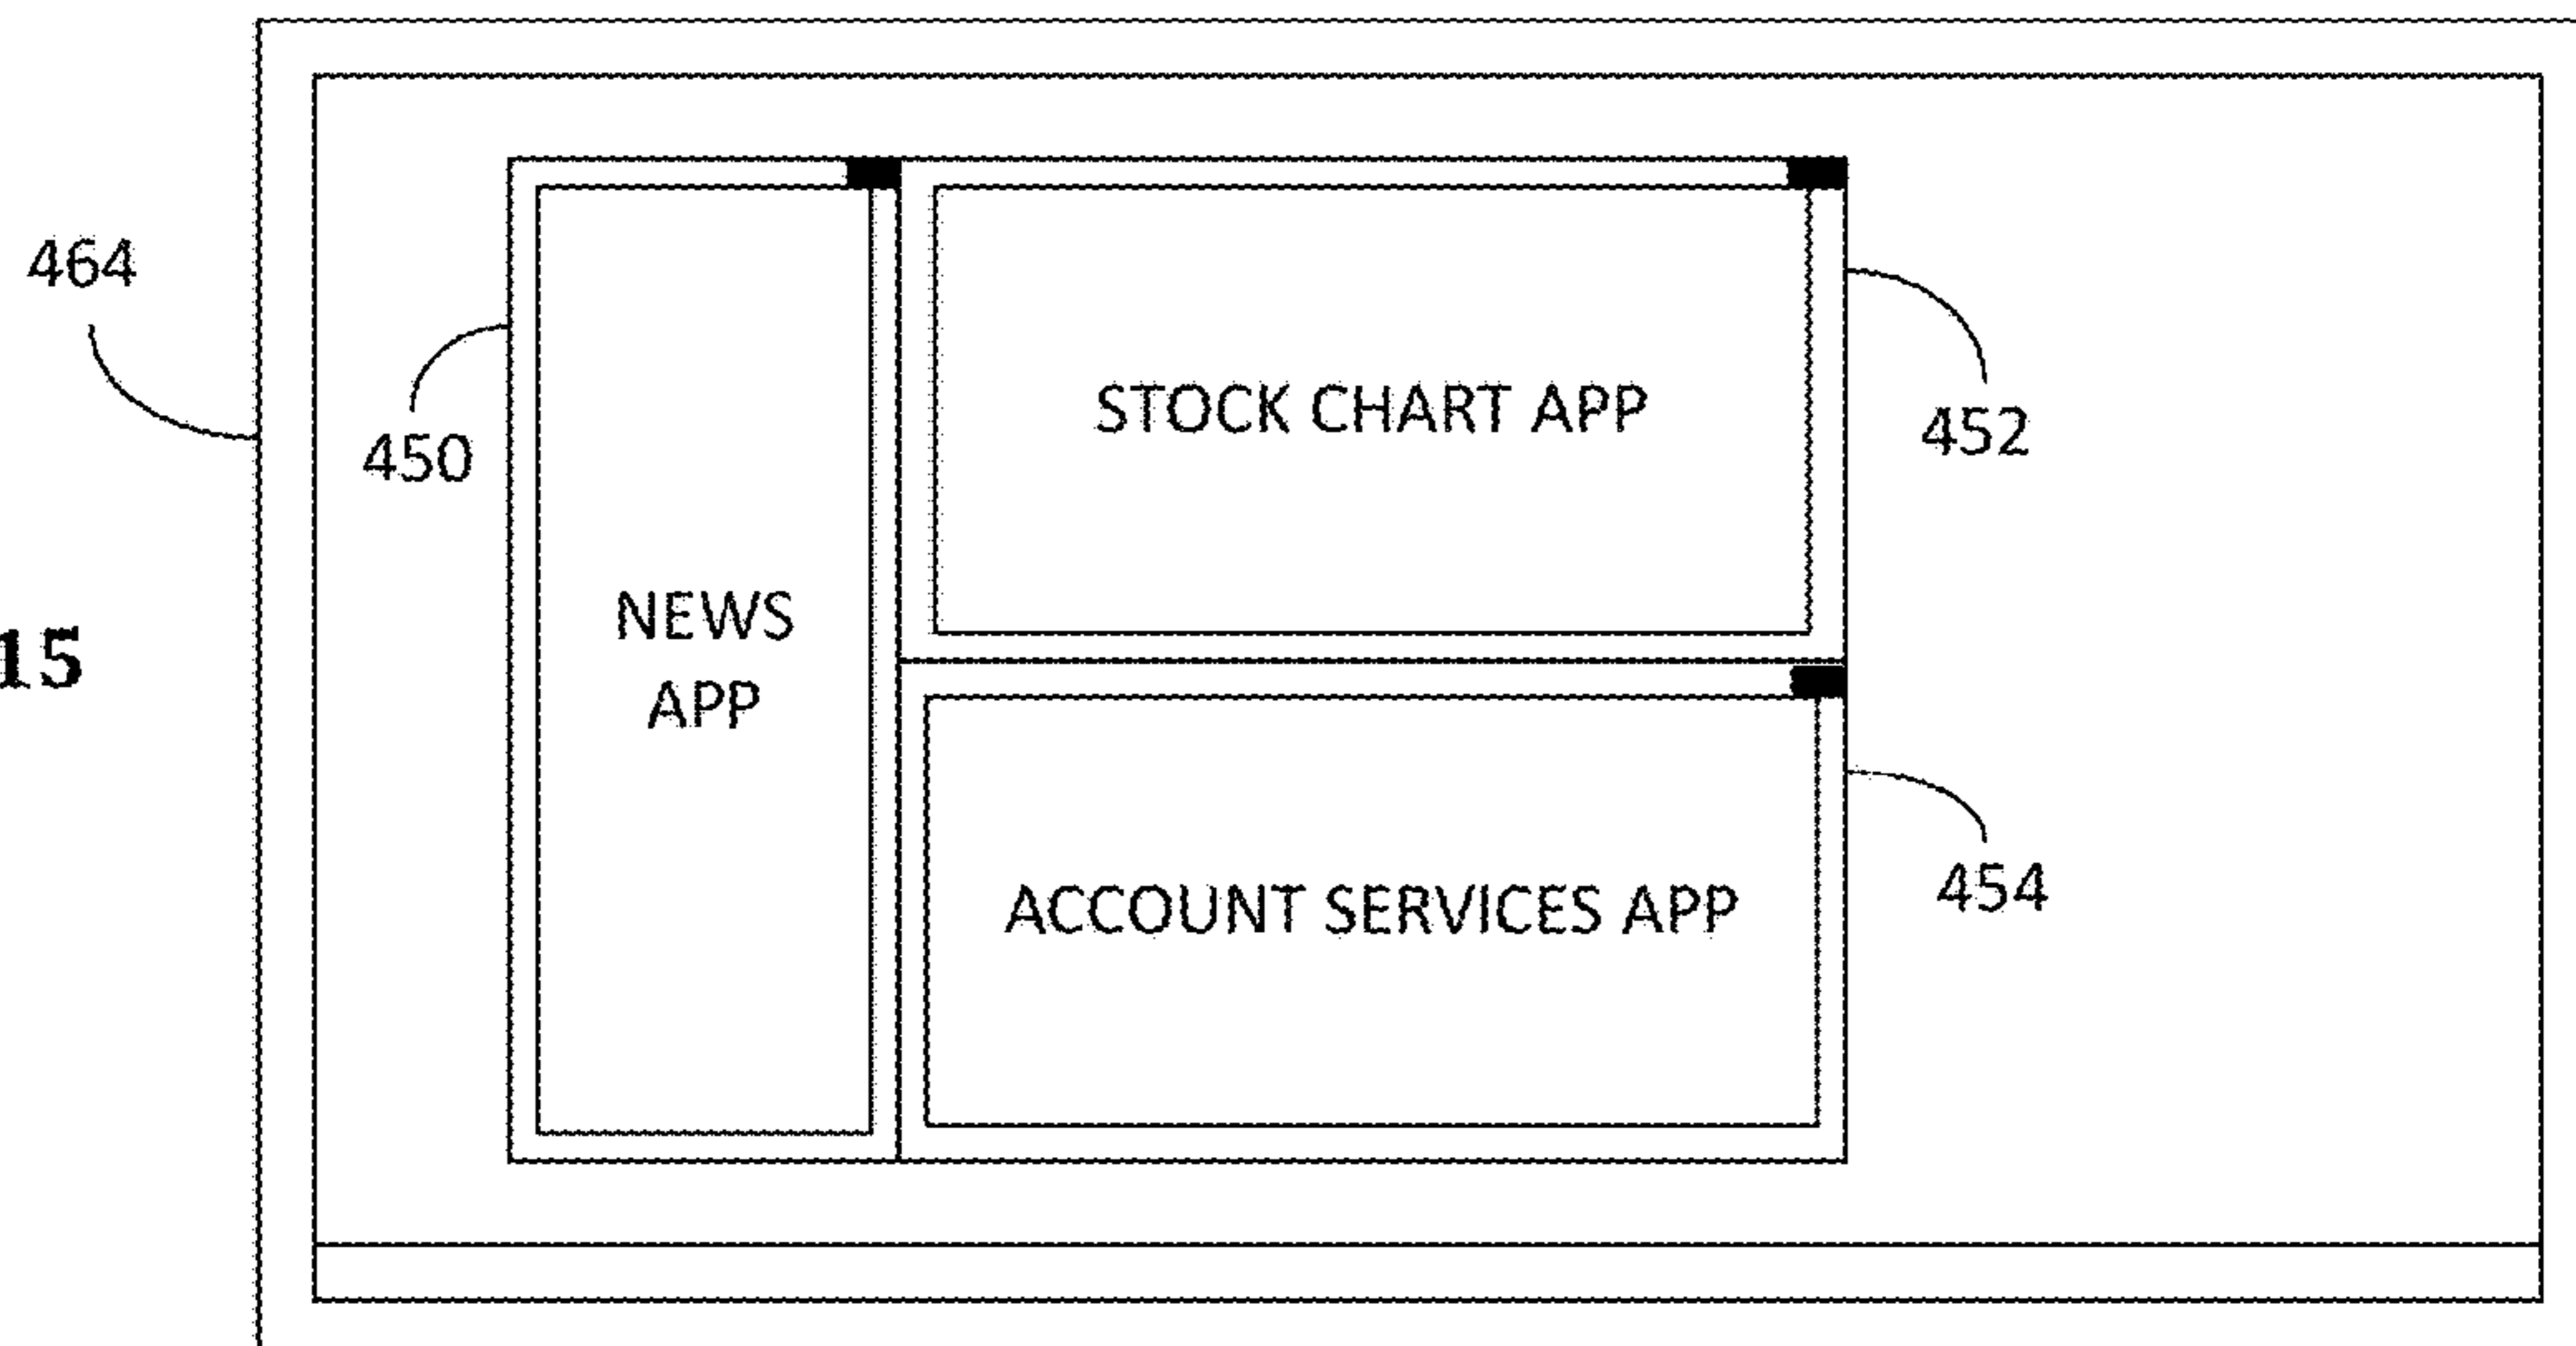 464
450
STOCK CHART APP
452
NEWS
APP
15
ACCOUNT SERVICES APP
454